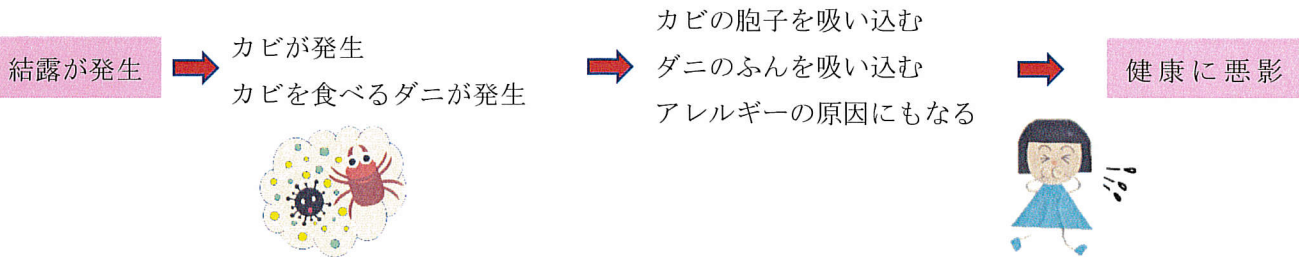 結露が発生
カビが発生
カビを食べるダニが発生
カビの胞子を吸い込む
ダニのふんを吸い込む
アレルギーの原因にもなる
健康に悪影